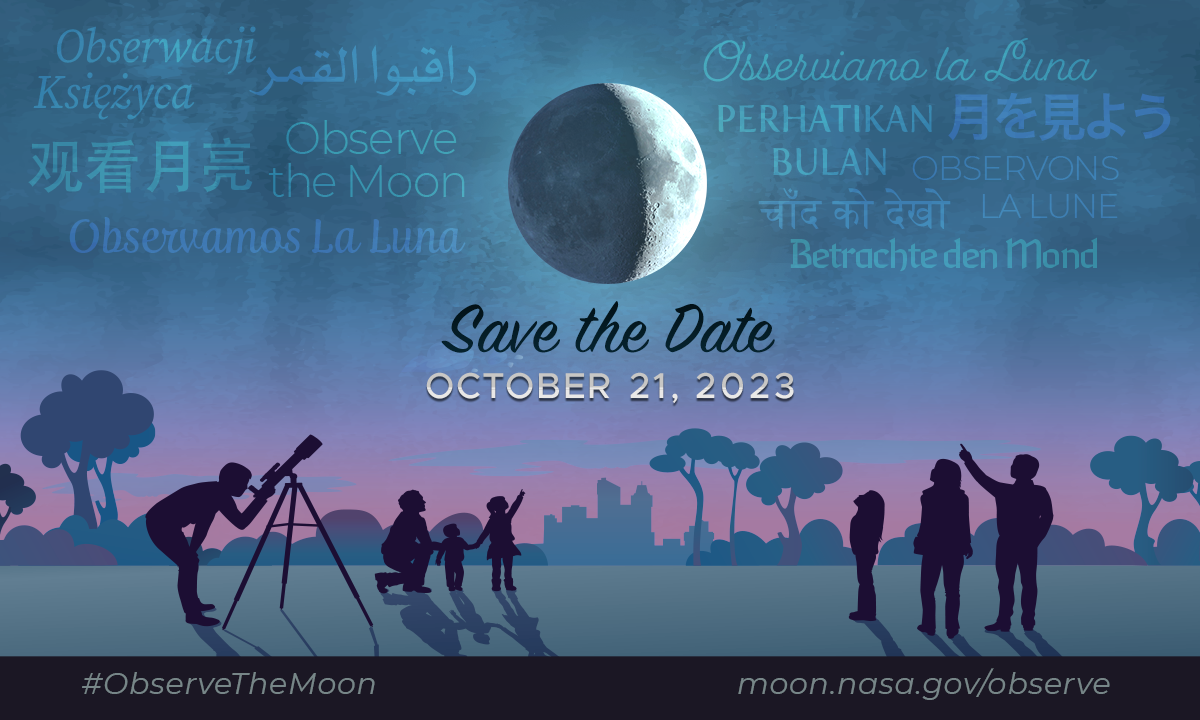 Obserwacji
Księżyca
راقبوا القمر
观看月亮
Observe
the Moon
Observamos La Luna
Osserviamo la Luna
PERHATIKAN
BULAN
月を見よう
OBSERVONS
LA LUNE
चाँद को देखो
Betrachte den Mond
Save the Date
OCTOBER 21, 2023
#ObserveTheMoon
moon.nasa.gov/observe